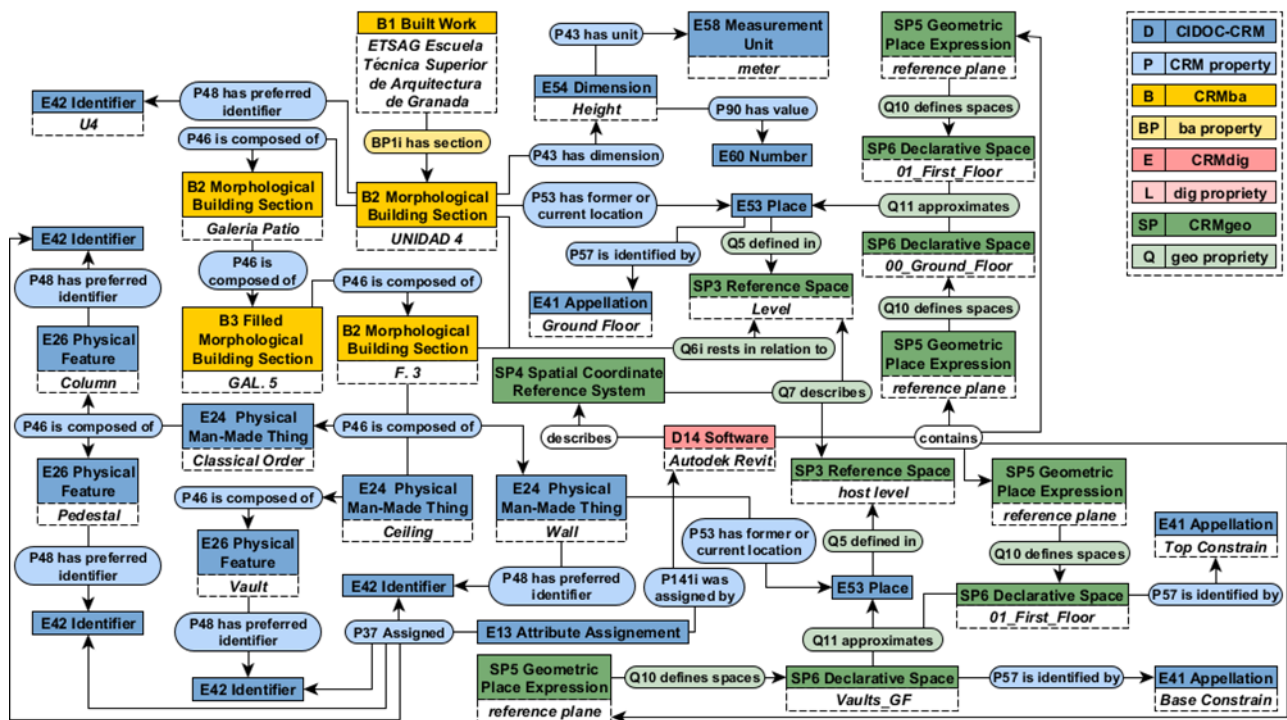 B1 Built Work
ETSAG Escuela
Técnica Superior
de Arquitectura
de Granada
P43 has unit
E58 Measurement
Unit
meter
SP5 Geometric
Place Expression
reference plane
D CIDOC-CRM
P CRM property
B CRMba
BP ba property
E CRMdig
L dig propriety
SP CRMgeo
Q geo propriety
E42 Identifier
U4
P48 has preferred
identifier
E54 Dimension
Height
P90 has value
Q10 defines spaces
P46 is composed of
BP1i has section
P43 has dimension
E60 Number
SP6 Declarative Space
01_First_Floor
B2 Morphological
Building Section
Galeria Patio
B2 Morphological
Building Section
UNIDAD 4
P53 has former or
current location
E53 Place
Q11 approximates
E42 Identifier
P48 has preferred
identifier
P46 is
composed of
P46 is composed of
P57 is identified by
Q5 defined in
SP6 Declarative Space
00_Ground_Floor
E41 Appellation
Ground Floor
SP3 Reference Space
Level
Q10 defines spaces
E26 Physical
Feature
Column
B3 Filled
Morphological
Building Section
GAL. 5
B2 Morphological
Building Section
F. 3
Q6i rests in relation to
SP5 Geometric
Place Expression
reference plane
SP4 Spatial Coordinate
Reference System
Q7 describes
P46 is composed of
E24 Physical
Man-Made Thing
Classical Order
P46 is composed of
describes
D14 Software
Autodek Revit
contains
E26 Physical
Feature
Pedestal
P46 is composed of
E24 Physical
Man-Made Thing
Ceiling
E24 Physical
Man-Made Thing
Wall
SP3 Reference Space
host level
SP5 Geometric
Place Expression
reference plane
E41 Appellation
Top Constrain
P48 has preferred
identifier
E26 Physical
Feature
Vault
P53 has former or
current location
Q5 defined in
Q10 defines spaces
E42 Identifier
P48 has preferred
identifier
P141i was
assigned by
E53 Place
SP6 Declarative Space
01_First_Floor
P57 is identified by
E42 Identifier
P48 has preferred
identifier
P37 Assigned
E13 Attribute Assignement
Q11 approximates
E42 Identifier
SP5 Geometric
Place Expression
reference plane
Q10 defines spaces
SP6 Declarative Space
Vaults_GF
P57 is identified by
E41 Appellation
Base Constrain